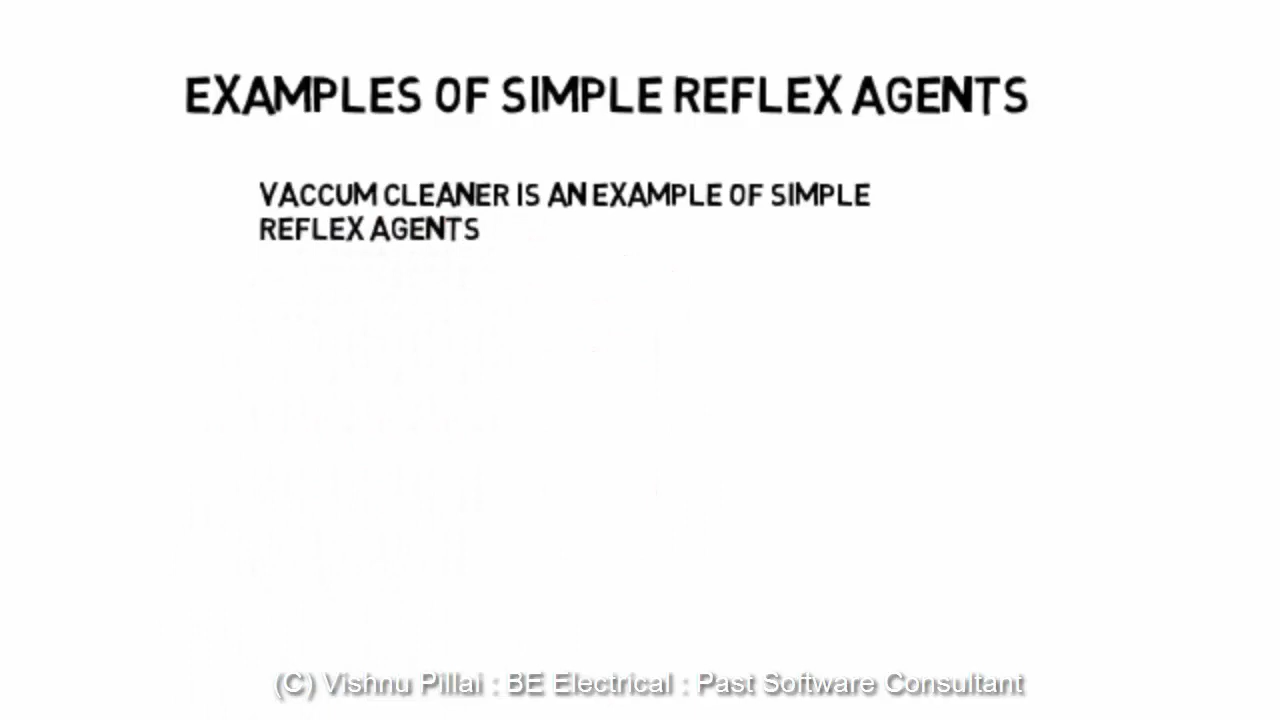 EXAMPLES OF SIMPLE REFLEX AGENTS
VACCUM CLEANER IS AN EXAMPLE OF SIMPLE
REFLEX AGENTS
(C) Vishnu Pillai : BE Electrical : Past Software Consultant